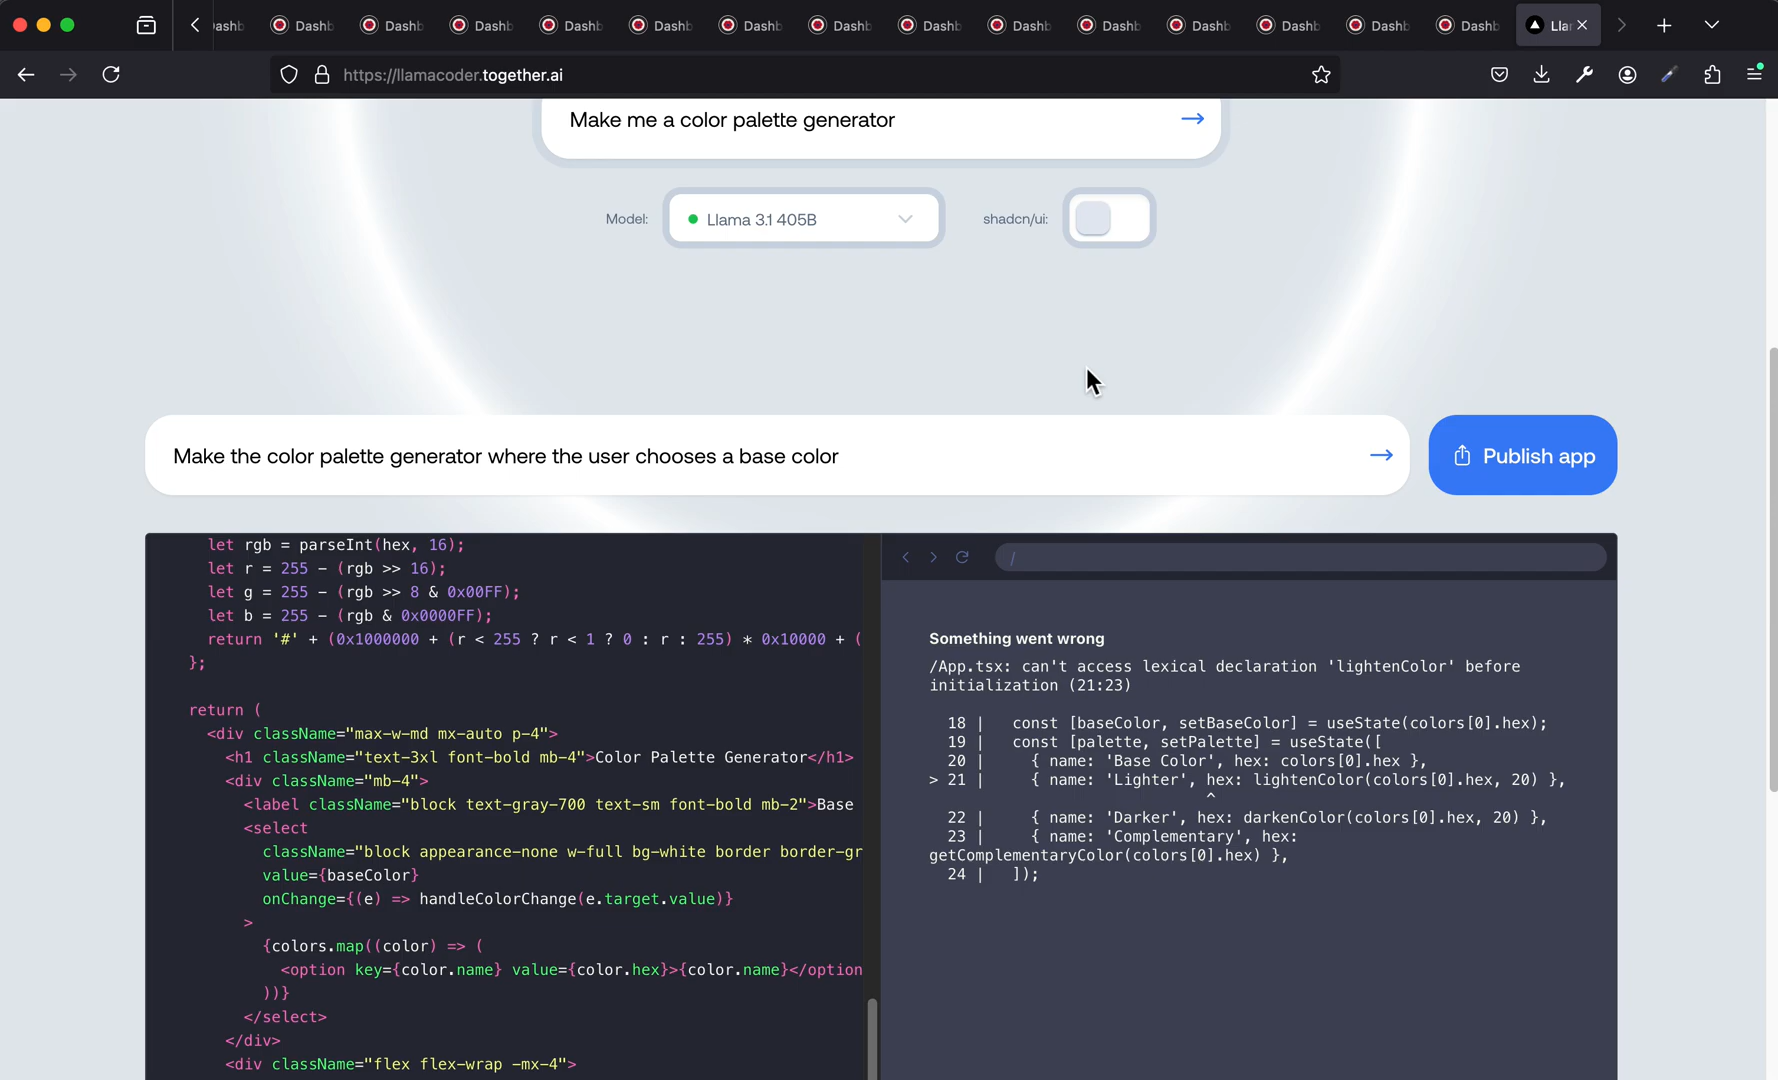 Dashb
Dashb
Dashb
Dashb
Dashb
Dashb
Dashb
Dashb
Dashb
Dashb
Dashb
Dashb
Dashb
Dashb
https://llamacoder.together.ai
Make me a color palette generator
Model:
Llama 3.1 405B
shadcn/ui:
Make the color palette generator where the user chooses a base color
Publish app
let rgb = parseInt(hex, 16);
let r = 255 - (rgb >> 16);
let g = 255 - (rgb >> 8 & 0x00FF);
let b = 255 - (rgb & 0x0000FF);
return '#' + (0x1000000 + (r < 255 ? r < 1 ? 0 : r : 255) * 0x10000 + (
};
return (
<div className="max-w-md mx-auto p-4">
<h1 className="text-3xl font-bold mb-4">Color Palette Generator</h1>
<div className="mb-4">
<label className="block text-gray-700 text-sm font-bold mb-2">Base
<select
className="block appearance-none w-full bg-white border border-gr
value={baseColor}
onChange={(e) => handleColorChange(e.target.value)}
>
{colors.map((color) => (
<option key={color.name} value={color.hex}>{color.name}</option
))}
</select>
</div>
<div className="flex flex-wrap -mx-4">
/
Something went wrong
/App.tsx: can't access lexical declaration 'lightenColor' before
initialization (21:23)
18 | const [baseColor, setBaseColor] = useState(colors[0].hex);
19 | const [palette, setPalette] = useState([
20 | { name: 'Base Color', hex: colors[0].hex },
> 21 | { name: 'Lighter', hex: lightenColor(colors[0].hex, 20) },
^
22 | { name: 'Darker', hex: darkenColor(colors[0].hex, 20) },
23 | { name: 'Complementary', hex:
getComplementaryColor(colors[0].hex) },
24 | ]);